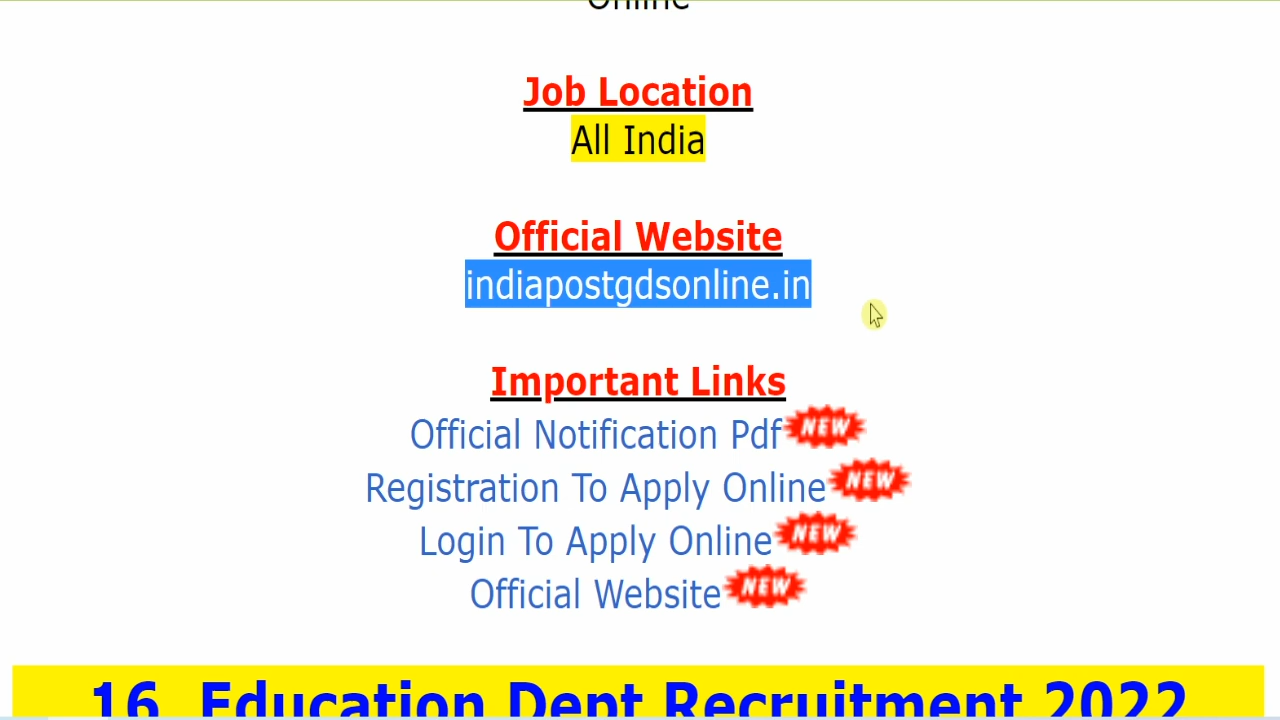 Online
Job Location
All India
Official Website
indiapostgdsonline.in
Important Links
Official Notification Pdf NEW
Registration To Apply Online NEW
Login To Apply Online NEW
Official Website NEW
16 Education Dept Recruitment 2022